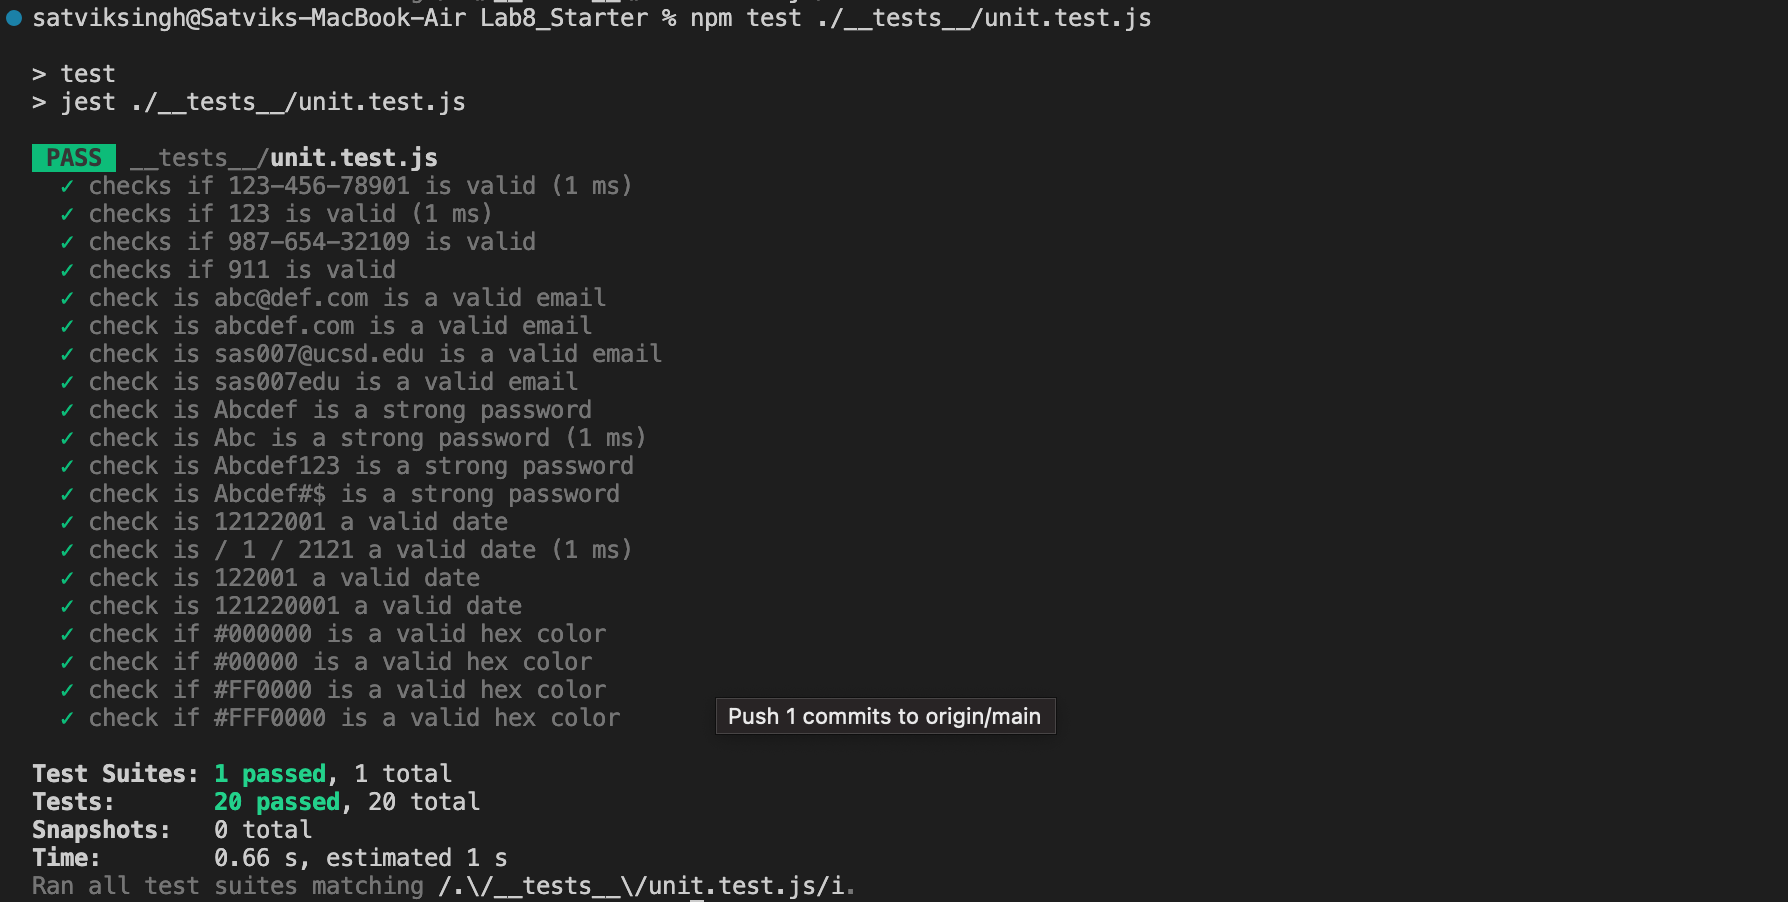 satviksingh@Satviks-MacBook-Air Lab8_Starter % npm test ./__tests__/unit.test.js
> test
> jest ./__tests__/unit.test.js
PASS __tests__/unit.test.js
✓ checks if 123-456-78901 is valid (1 ms)
✓ checks if 123 is valid (1 ms)
✓ checks if 987-654-32109 is valid
✓ checks if 911 is valid
✓ check is abc@def.com is a valid email
✓ check is abcdef.com is a valid email
✓ check is sas007@ucsd.edu is a valid email
✓ check is sas007edu is a valid email
✓ check is Abcdef is a strong password
✓ check is Abc is a strong password (1 ms)
✓ check is Abcdef123 is a strong password
✓ check is Abcdef#$ is a strong password
✓ check is 12122001 a valid date
✓ check is / 1 / 2121 a valid date (1 ms)
✓ check is 122001 a valid date
✓ check is 121220001 a valid date
✓ check if #000000 is a valid hex color
✓ check if #00000 is a valid hex color
✓ check if #FF0000 is a valid hex color
✓ check if #FFF0000 is a valid hex color
Push 1 commits to origin/main
Test Suites: 1 passed, 1 total
Tests: 20 passed, 20 total
Snapshots: 0 total
Time: 0.66 s, estimated 1 s
Ran all test suites matching /.\/__tests__\/unit.test.js/i.